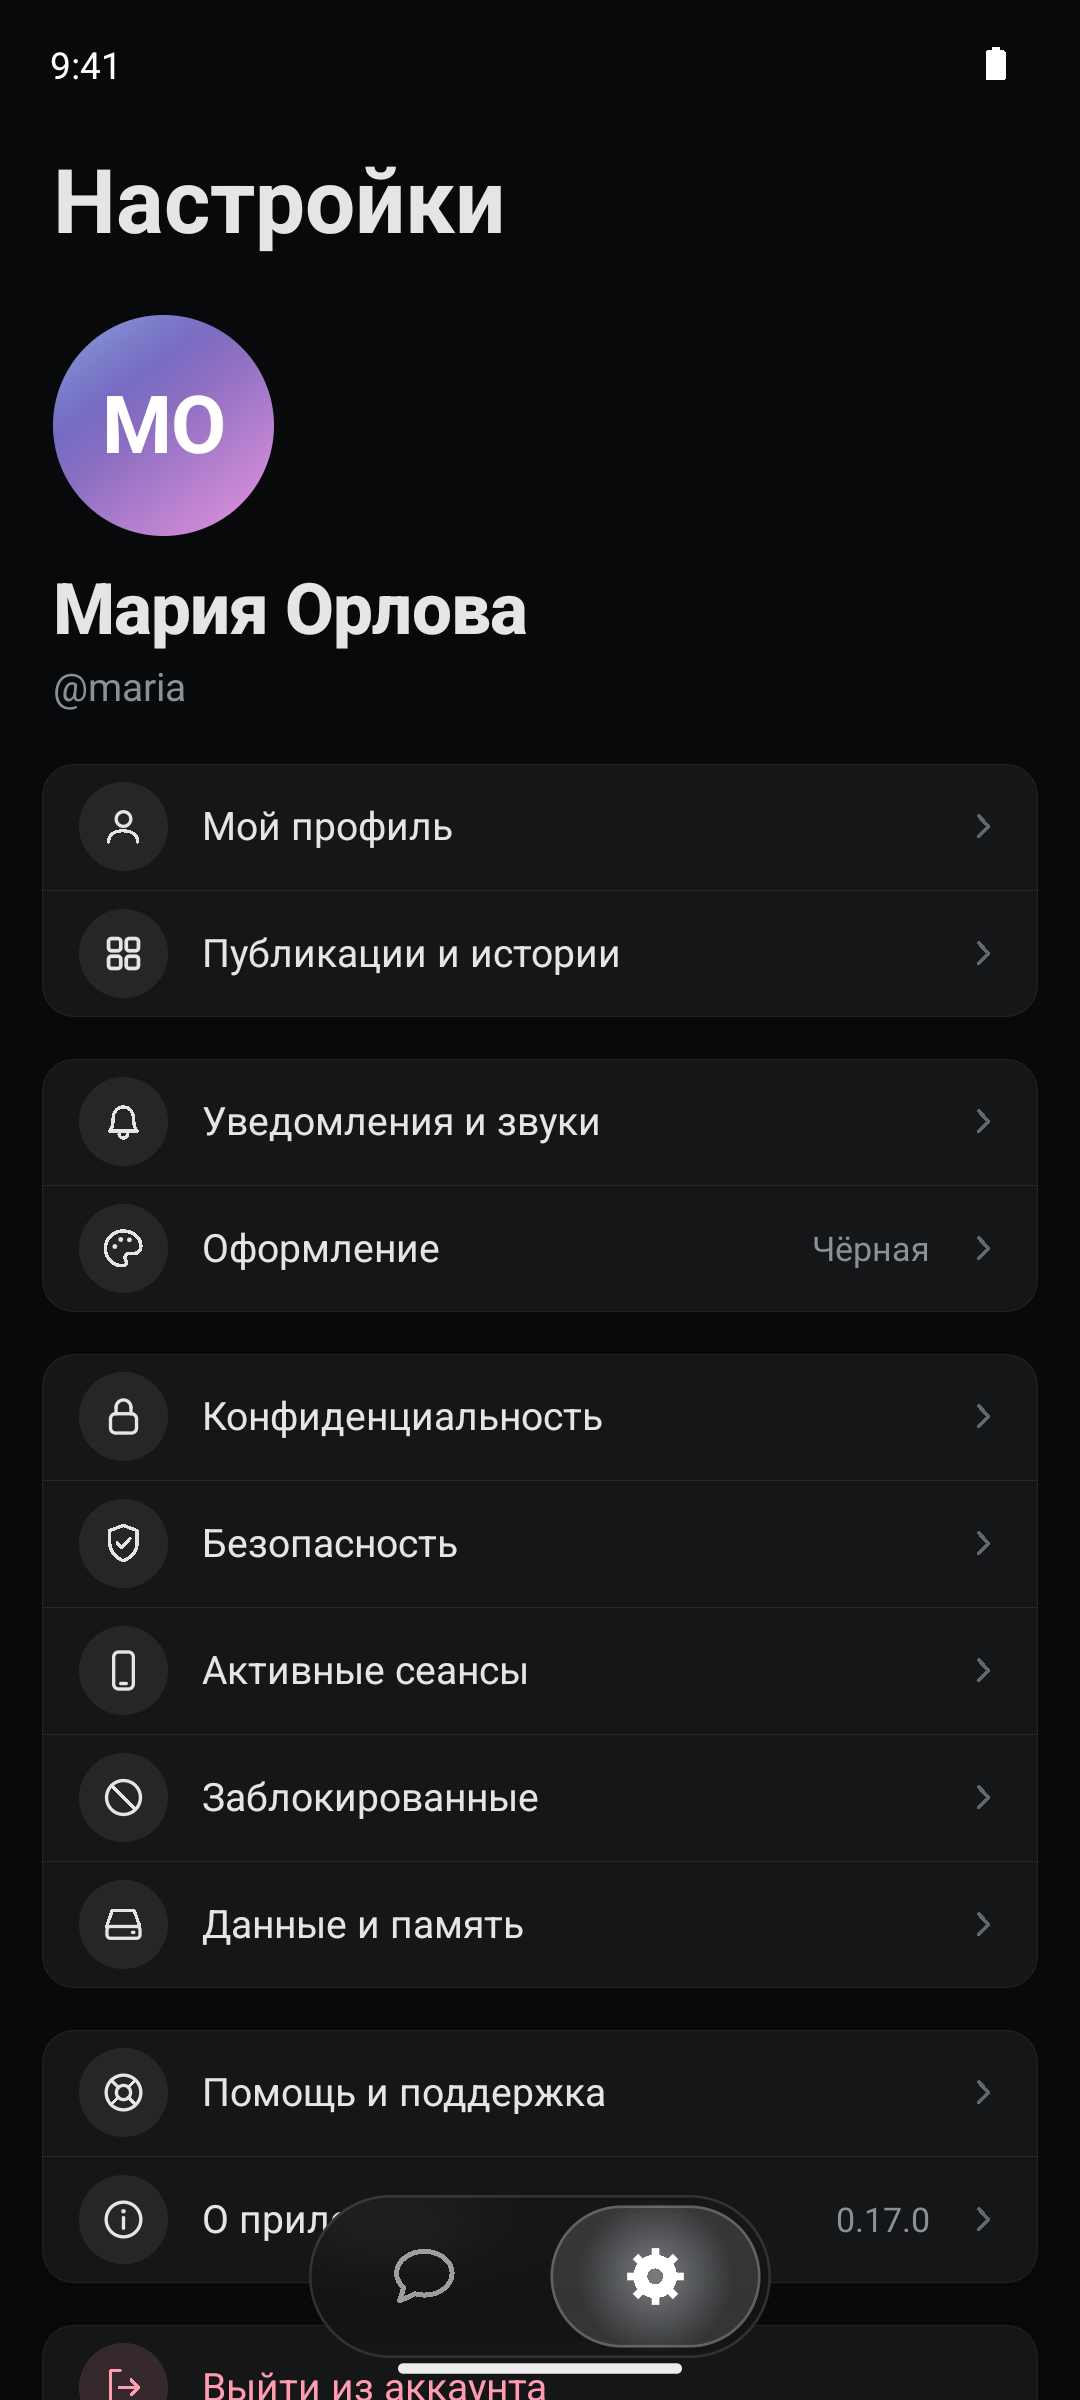 9:41
Настройки
МО
Мария Орлова
@maria
Мой профиль
Публикации и истории
Уведомления и звуки
Оформление Чёрная
Конфиденциальность
Безопасность
Активные сеансы
Заблокированные
Данные и память
Помощь и поддержка
О 0.17.0
Выйти из аккаунта